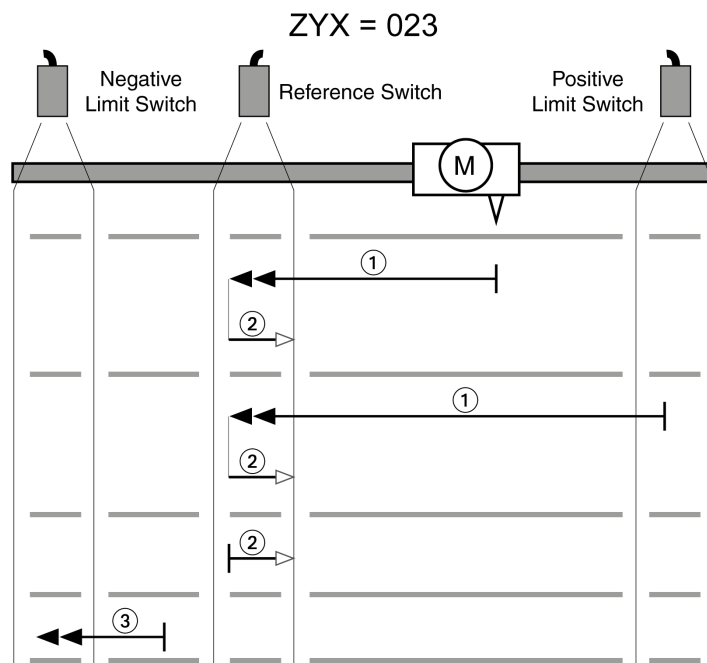 ZYX = 023
Negative
Limit Switch
Reference Switch
Positive
Limit Switch
M
1
2
1
2
2
3